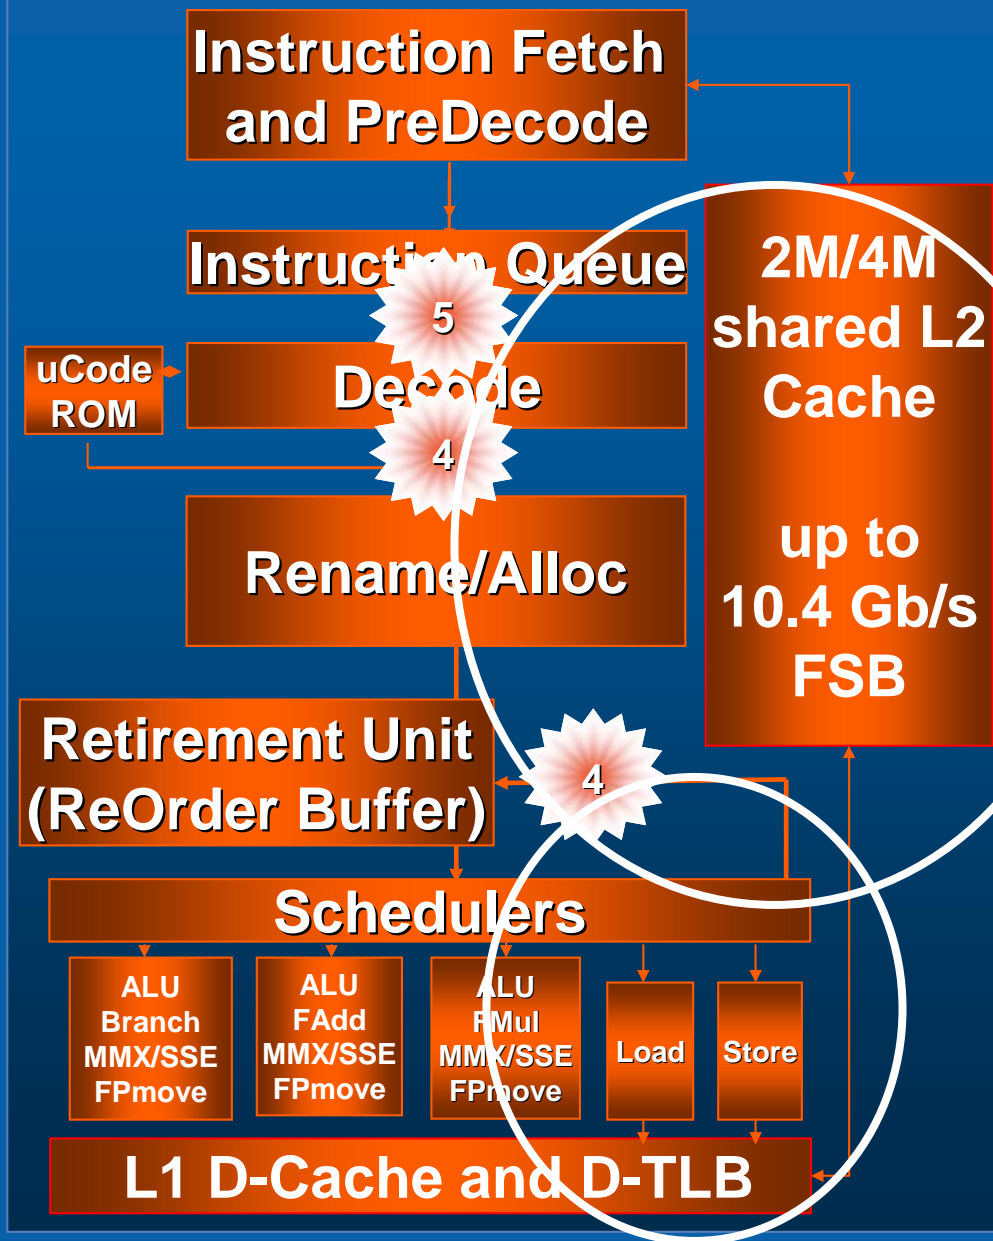 Instruction Fetch
and PreDecode
Instruction Queue
5
uCode
ROM
Decode
4
2M/4M
shared L2
Cache
up to
10.4 Gb/s
FSB
Rename/Alloc
Retirement Unit
(ReOrder Buffer)
4
Schedulers
ALU
Branch
MMX/SSE
FPmove
ALU
FAdd
MMX/SSE
FPmove
ALU
FMul
MMX/SSE
FPmove
Load
Store
L1 D-Cache and D-TLB